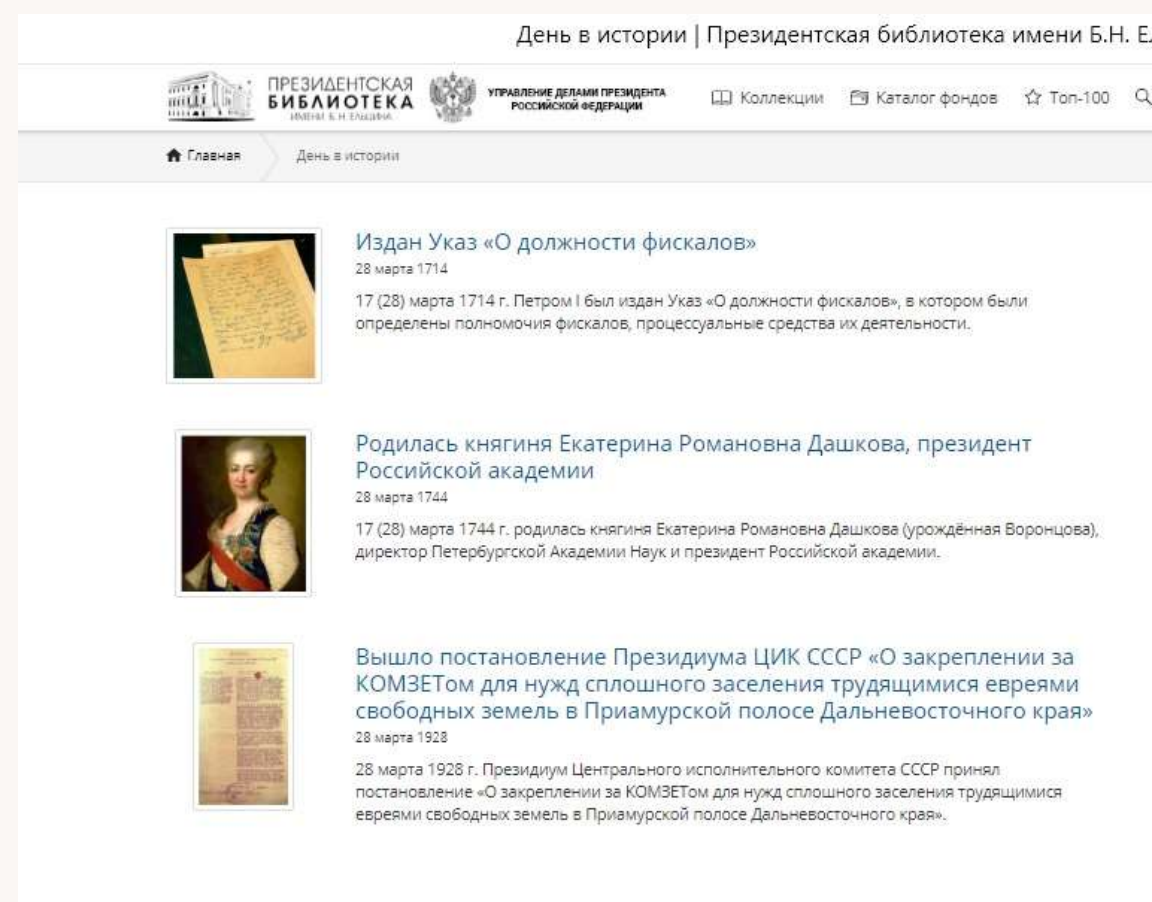 День в истории | Президентская библиотека имени Б.Н.
ПРЕЗИДЕНТСКАЯ
БИБЛИОТЕКА
ИМЕНИ Б. Н. ЕЛЬЦИНА
УПРАВЛЕНИЕ ДЕЛАМИ ПРЕЗИДЕНТА
РОССИЙСКОЙ ФЕДЕРАЦИИ
Коллекции Каталог фондов Топ-100
Главная День в истории
Издан Указ «О должности фискалов»
28 марта 1714
17 (28) марта 1714 г. Петром I был издан Указ «О должности фискалов», в котором были
определены полномочия фискалов, процессуальные средства их деятельности.
Родилась княгиня Екатерина Романовна Дашкова, президент
Российской академии
28 марта 1744
17 (28) марта 1744 г. родилась княгиня Екатерина Романовна Дашкова (урождённая Воронцова),
директор Петербургской Академии Наук и президент Российской академии.
Вышло постановление Президиума ЦИК СССР «О закреплении за
КОМЗЕТом для нужд сплошного заселения трудящимися евреями
свободных земель в Приамурской полосе Дальневосточного края»
28 марта 1928
28 марта 1928 г. Президиум Центрального исполнительного комитета СССР принял
постановление «О закреплении за КОМЗЕТом для нужд сплошного заселения трудящимися
евреями свободных земель в Приамурской полосе Дальневосточного края».